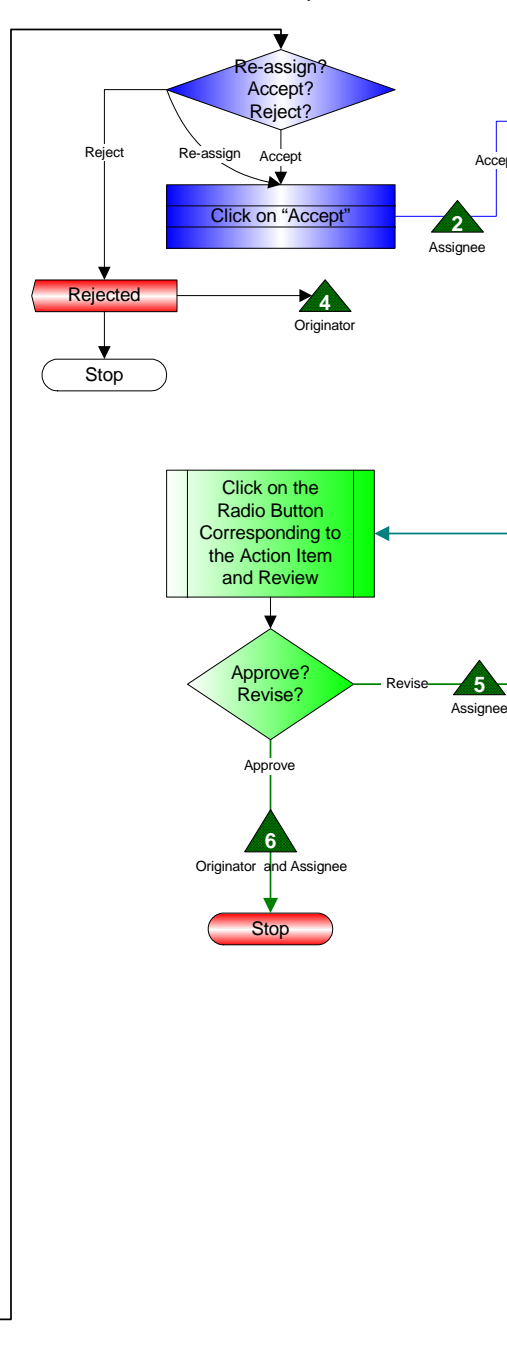 Re-assign?
Accept?
Reject?
Reject
Re-assign
Accept
Click on “Accept”
2
Assignee
Rejected
4
Originator
Stop
Click on the
Radio Button
Corresponding to
the Action Item
and Review
Approve?
Revise?
Revise
5
Assignee
Approve
6
Originator and Assignee
Stop